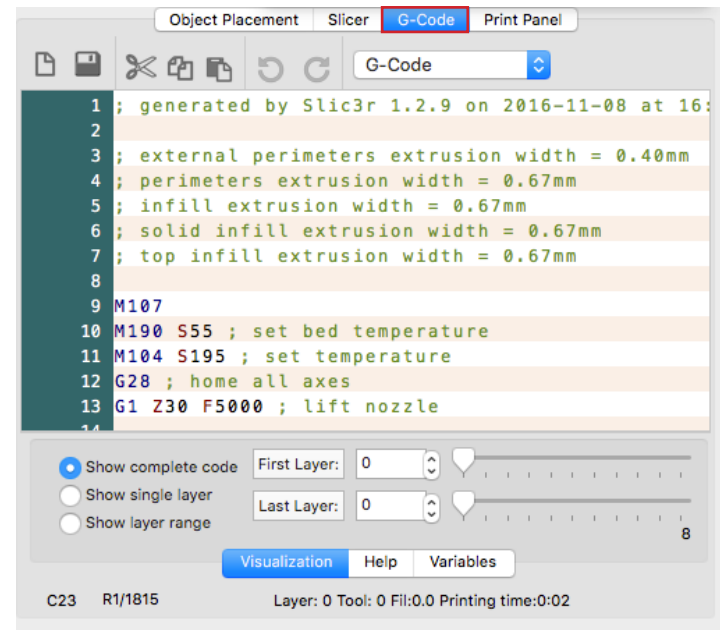 Object Placement Slicer G-Code Print Panel
G-Code
1 ; generated by Slic3r 1.2.9 on 2016-11-08 at 16:
2
3 ; external perimeters extrusion width = 0.40mm
4 ; perimeters extrusion width = 0.67mm
5 ; infill extrusion width = 0.67mm
6 ; solid infill extrusion width = 0.67mm
7 ; top infill extrusion width = 0.67mm
8
9 M107
10 M190 S55 ; set bed temperature
11 M104 S195 ; set temperature
12 G28 ; home all axes
13 G1 Z30 F5000 ; lift nozzle
14
Show complete code First Layer: 0
Show single layer
Last Layer: 0
Show layer range
8
Visualization Help Variables
C23 R1/1815 Layer: 0 Tool: 0 Fil:0.0 Printing time:0:02